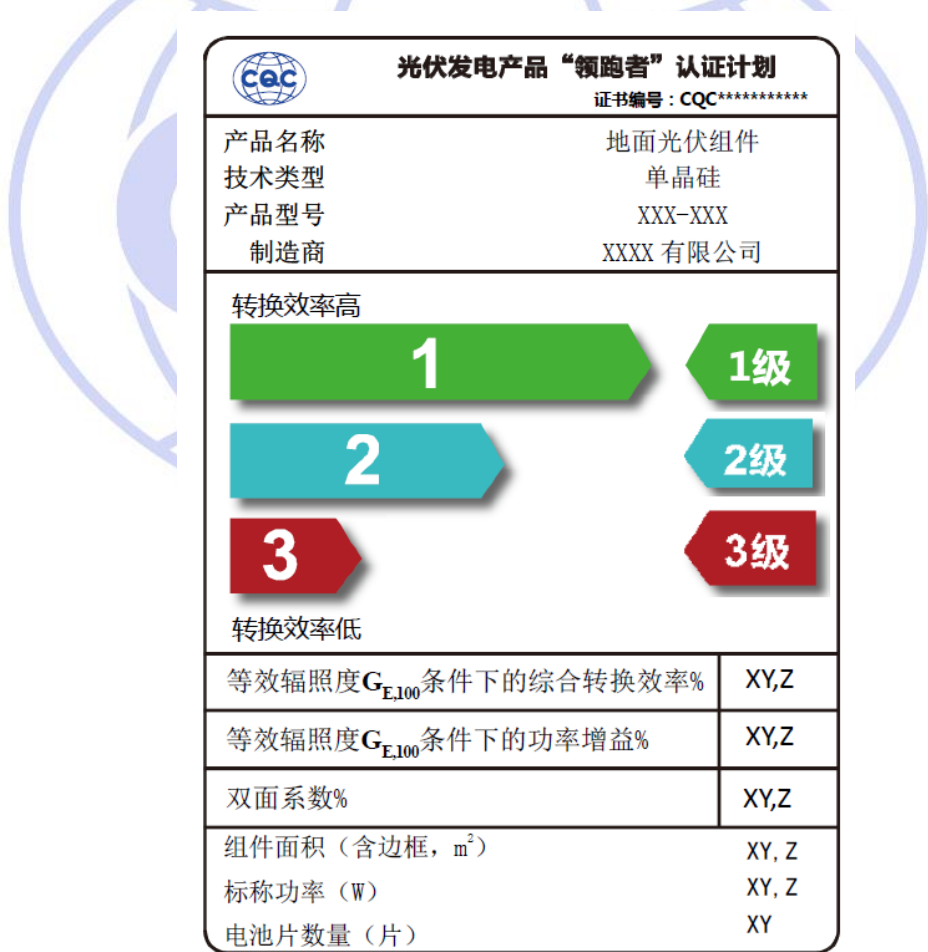 CQC
光伏发电产品“领跑者”认证计划
证书编号：CQC***********
产品名称 地面光伏组件
技术类型 单晶硅
产品型号 XXX-XXX
制造商 XXXX 有限公司
转换效率高
1 1级
2 2级
3 3级
转换效率低
等效辐照度G_E,100条件下的综合转换效率% XY,Z
等效辐照度G_E,100条件下的功率增益% XY,Z
双面系数% XY,Z
组件面积（含边框，m²） XY, Z
标称功率（W） XY, Z
电池片数量（片） XY